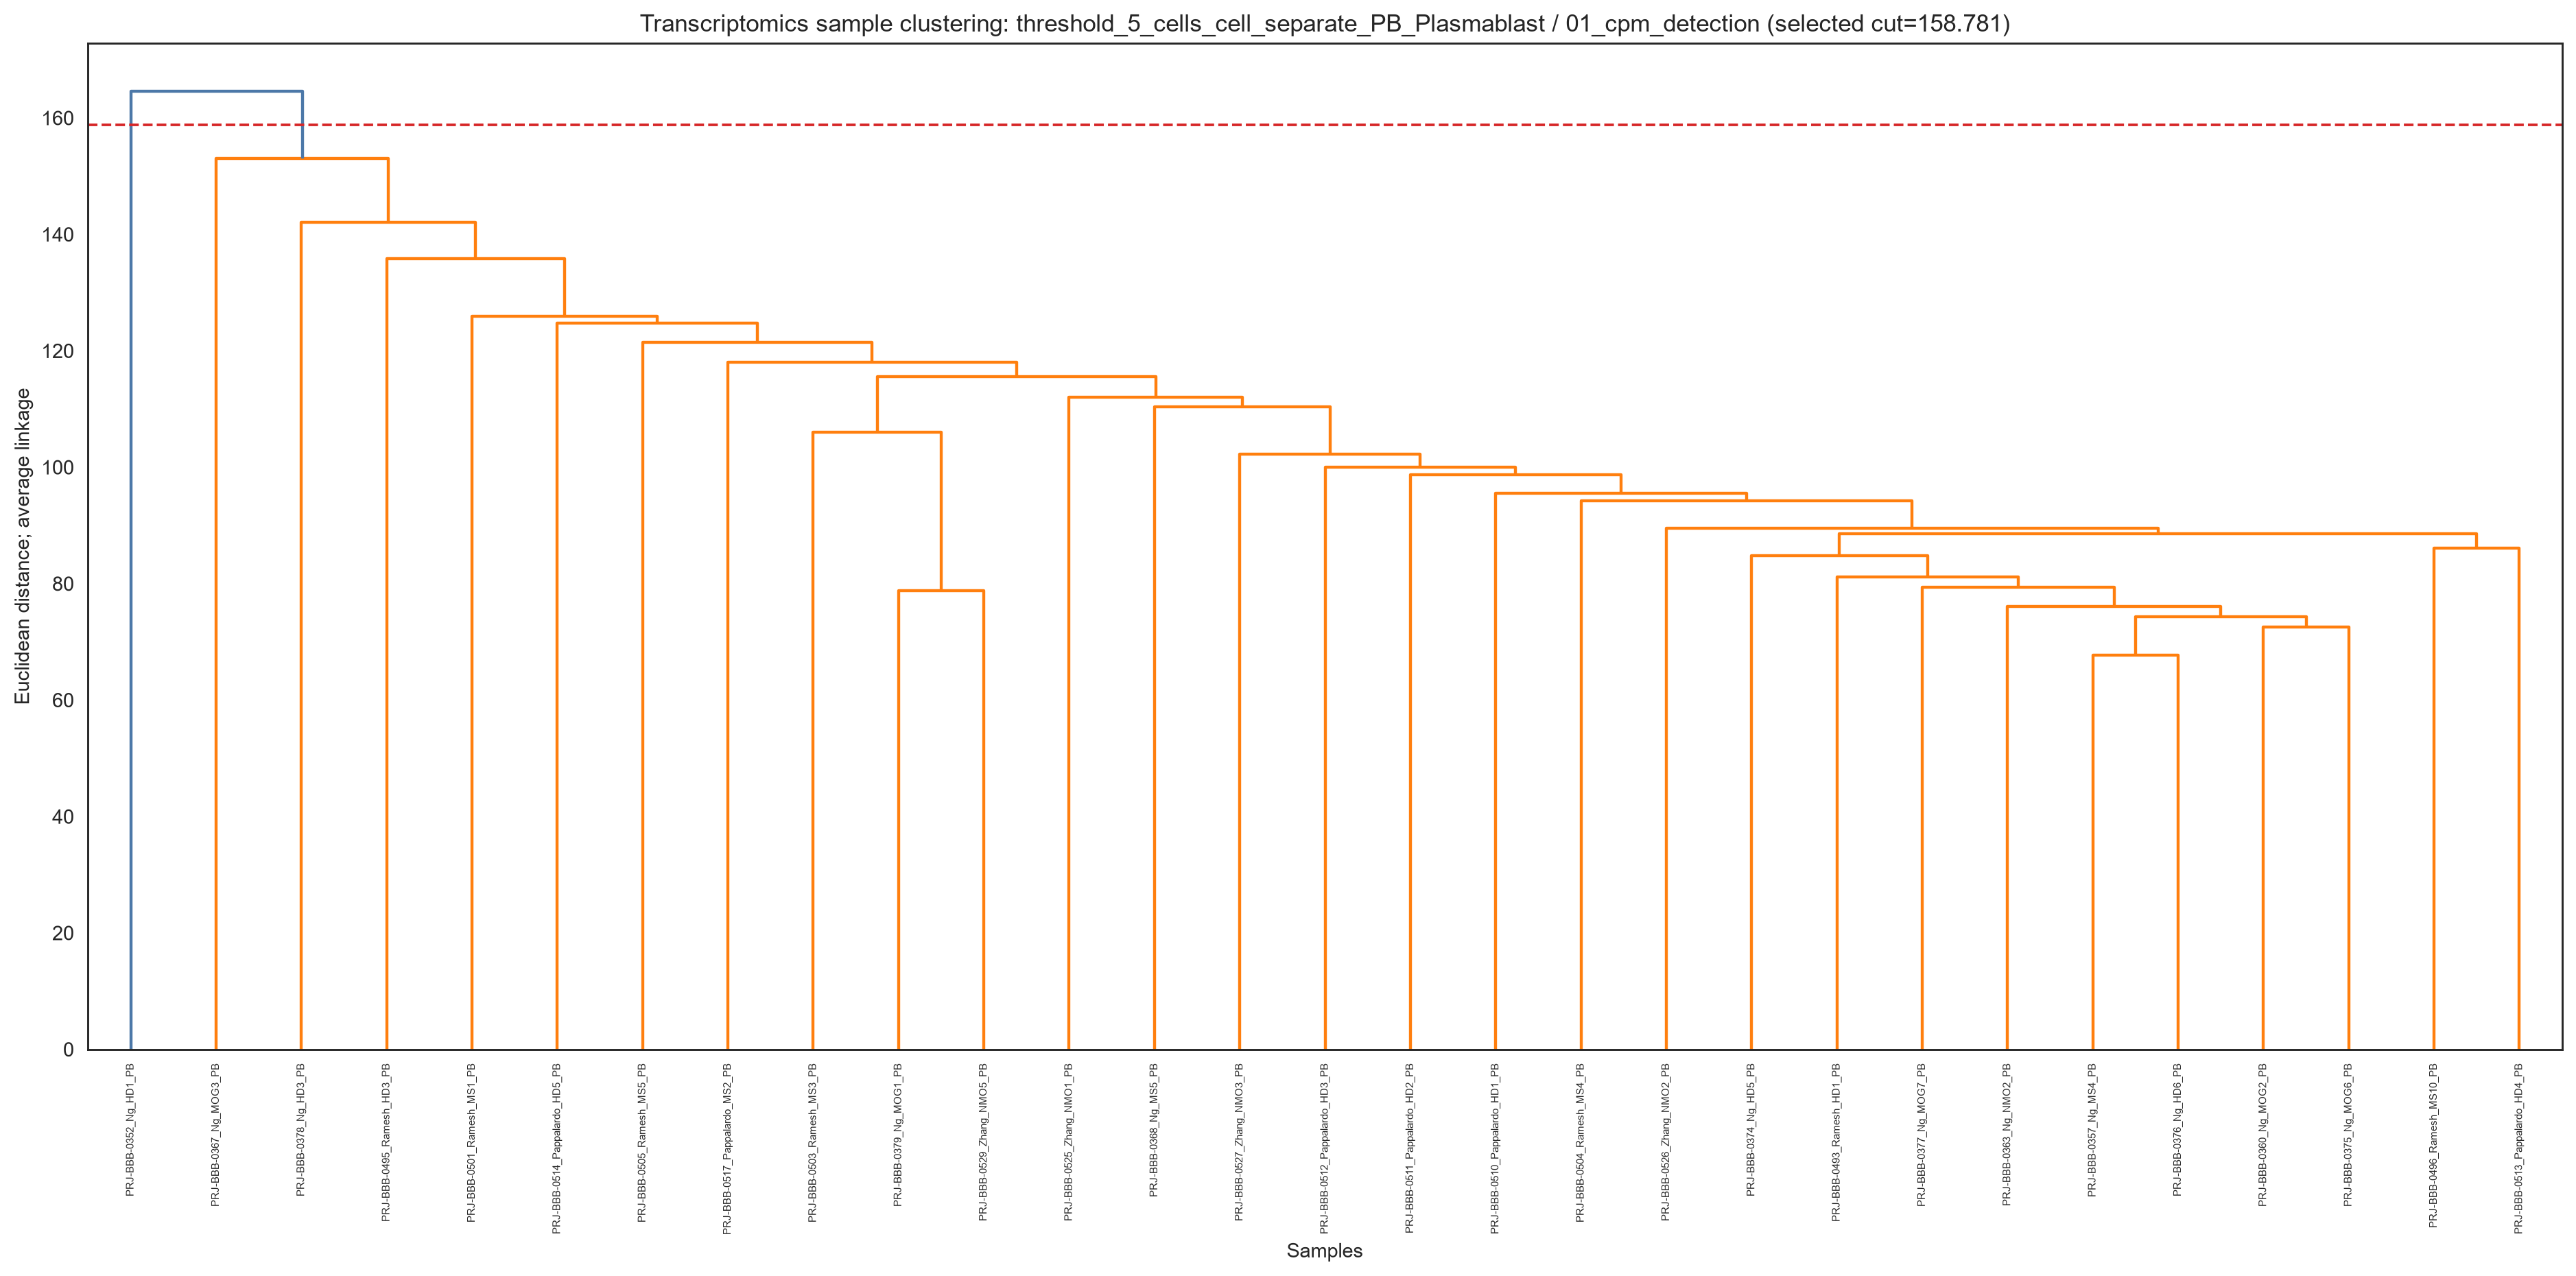 Transcriptomics sample clustering: threshold_5_cells_cell_separate_PB_Plasmablast / 01_cpm_detection (selected cut=158.781)
Euclidean distance; average linkage
160
140
120
100
80
60
40
20
0
PRJ-BBB-0352_Ng_HD1_PB
PRJ-BBB-0367_Ng_MOG3_PB
PRJ-BBB-0378_Ng_HD3_PB
PRJ-BBB-0495_Ramesh_HD3_PB
PRJ-BBB-0501_Ramesh_MS1_PB
PRJ-BBB-0514_Pappalardo_HD5_PB
PRJ-BBB-0505_Ramesh_MS5_PB
PRJ-BBB-0517_Pappalardo_MS2_PB
PRJ-BBB-0503_Ramesh_MS3_PB
PRJ-BBB-0379_Ng_MOG1_PB
PRJ-BBB-0529_Zhang_NMO5_PB
PRJ-BBB-0525_Zhang_NMO1_PB
PRJ-BBB-0368_Ng_MS5_PB
PRJ-BBB-0527_Zhang_NMO3_PB
PRJ-BBB-0512_Pappalardo_HD3_PB
PRJ-BBB-0511_Pappalardo_HD2_PB
PRJ-BBB-0510_Pappalardo_HD1_PB
PRJ-BBB-0504_Ramesh_MS4_PB
PRJ-BBB-0526_Zhang_NMO2_PB
PRJ-BBB-0374_Ng_HD5_PB
PRJ-BBB-0493_Ramesh_HD1_PB
PRJ-BBB-0377_Ng_MOG7_PB
PRJ-BBB-0363_Ng_NMO2_PB
PRJ-BBB-0357_Ng_MS4_PB
PRJ-BBB-0376_Ng_HD6_PB
PRJ-BBB-0360_Ng_MOG2_PB
PRJ-BBB-0375_Ng_MOG6_PB
PRJ-BBB-0496_Ramesh_MS10_PB
PRJ-BBB-0513_Pappalardo_HD4_PB
Samples